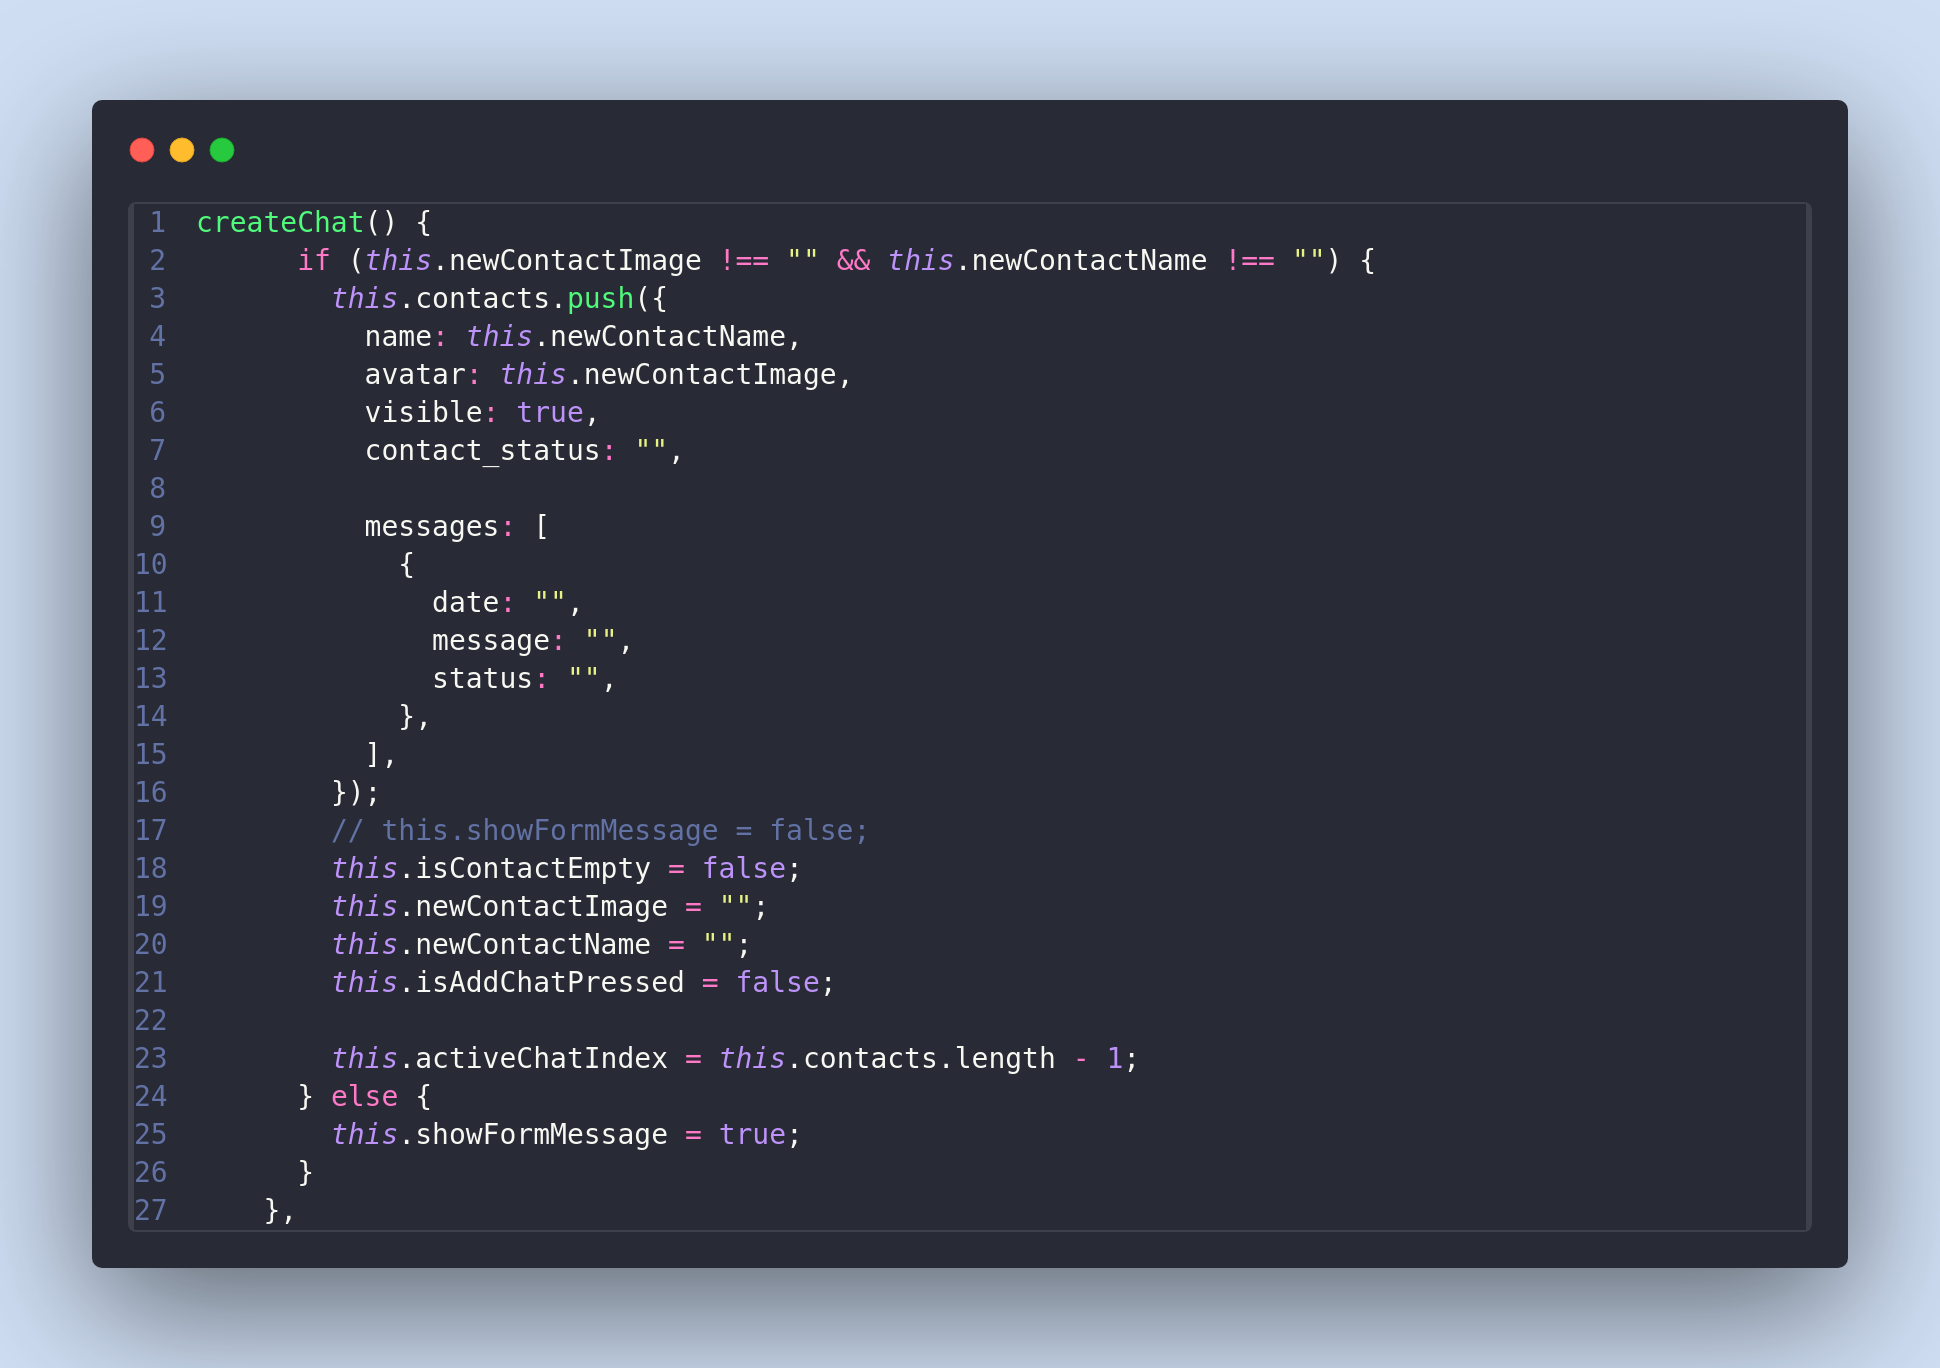 1 createChat() {
2       if (this.newContactImage !== "" && this.newContactName !== "") {
3         this.contacts.push({
4           name: this.newContactName,
5           avatar: this.newContactImage,
6           visible: true,
7           contact_status: "",
8
9           messages: [
10             {
11               date: "",
12               message: "",
13               status: "",
14             },
15           ],
16         });
17         // this.showFormMessage = false;
18         this.isContactEmpty = false;
19         this.newContactImage = "";
20         this.newContactName = "";
21         this.isAddChatPressed = false;
22
23         this.activeChatIndex = this.contacts.length - 1;
24       } else {
25         this.showFormMessage = true;
26       }
27     },